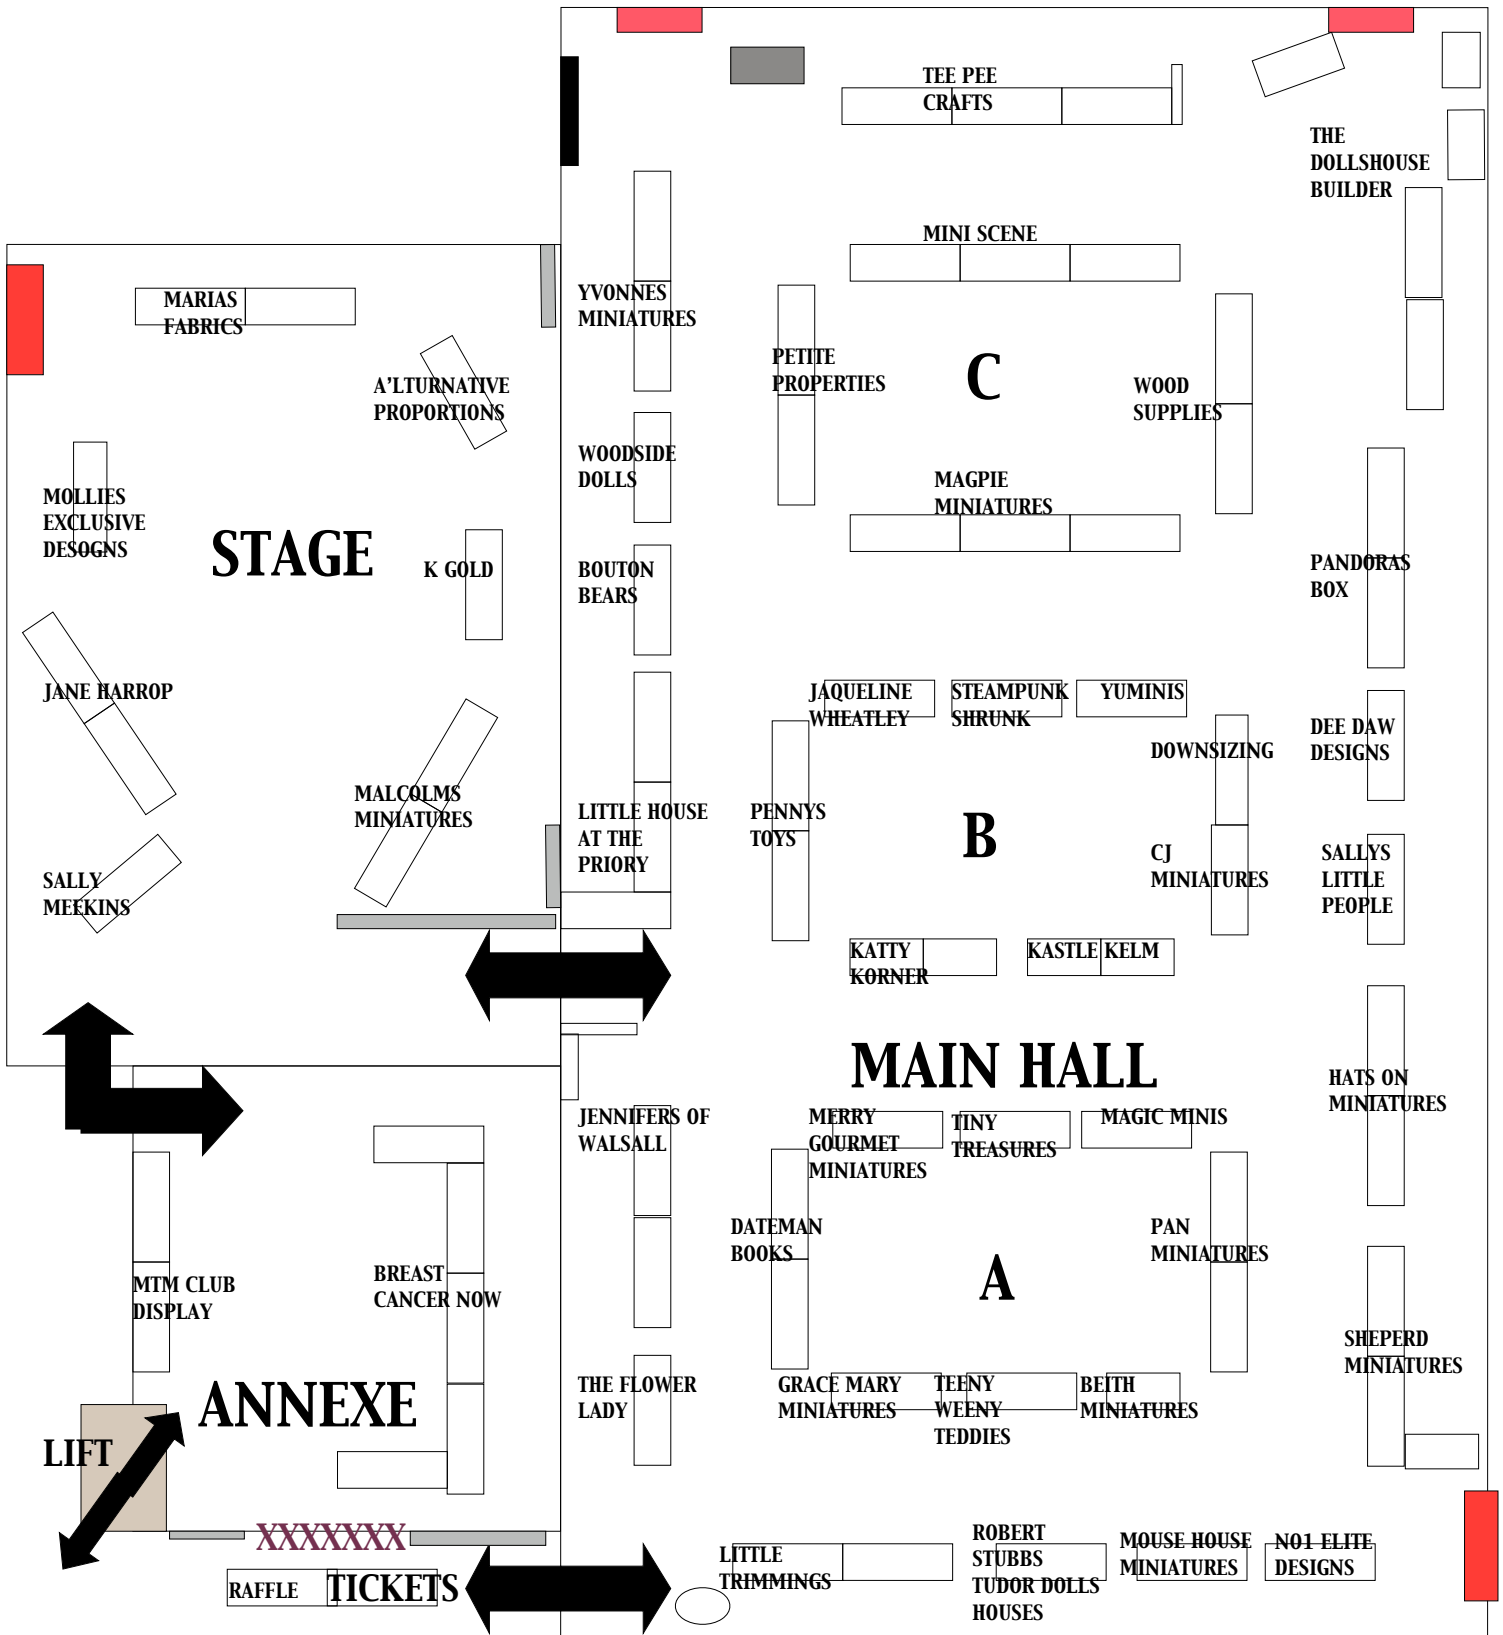 TEE PEE
CRAFTS
THE
DOLLSHOUSE
BUILDER
MINI SCENE
MARIAS
FABRICS
YVONNES
MINIATURES
PETITE
PROPERTIES
C
WOOD
SUPPLIES
A'LTURNATIVE
PROPORTIONS
WOODSIDE
DOLLS
MAGPIE
MINIATURES
MOLLIES
EXCLUSIVE
DESOGNS
STAGE
K GOLD
BOUTON
BEARS
PANDORAS
BOX
JANE HARROP
JAQUELINE
WHEATLEY
STEAMPUNK
SHRUNK
YUMINIS
DOWNSIZING
DEE DAW
DESIGNS
MALCOLMS
MINIATURES
LITTLE HOUSE
AT THE
PRIORY
PENNYS
TOYS
B
CJ
MINIATURES
SALLYS
LITTLE
PEOPLE
SALLY
MEEKINS
KATTY
KORNER
KASTLE KELM
MAIN HALL
HATS ON
MINIATURES
JENNIFERS OF
WALSALL
MERRY
GOURMET
MINIATURES
TINY
TREASURES
MAGIC MINIS
DATEMAN
BOOKS
PAN
MINIATURES
A
MTM CLUB
DISPLAY
BREAST
CANCER NOW
SHEPERD
MINIATURES
ANNEXE
THE FLOWER
LADY
GRACE MARY
MINIATURES
TEENY
WEENY
TEDDIES
BEITH
MINIATURES
LIFT
XXXXXXX
RAFFLE
TICKETS
LITTLE
TRIMMINGS
ROBERT
STUBBS
TUDOR DOLLS
HOUSES
MOUSE HOUSE
MINIATURES
NO1 ELITE
DESIGNS